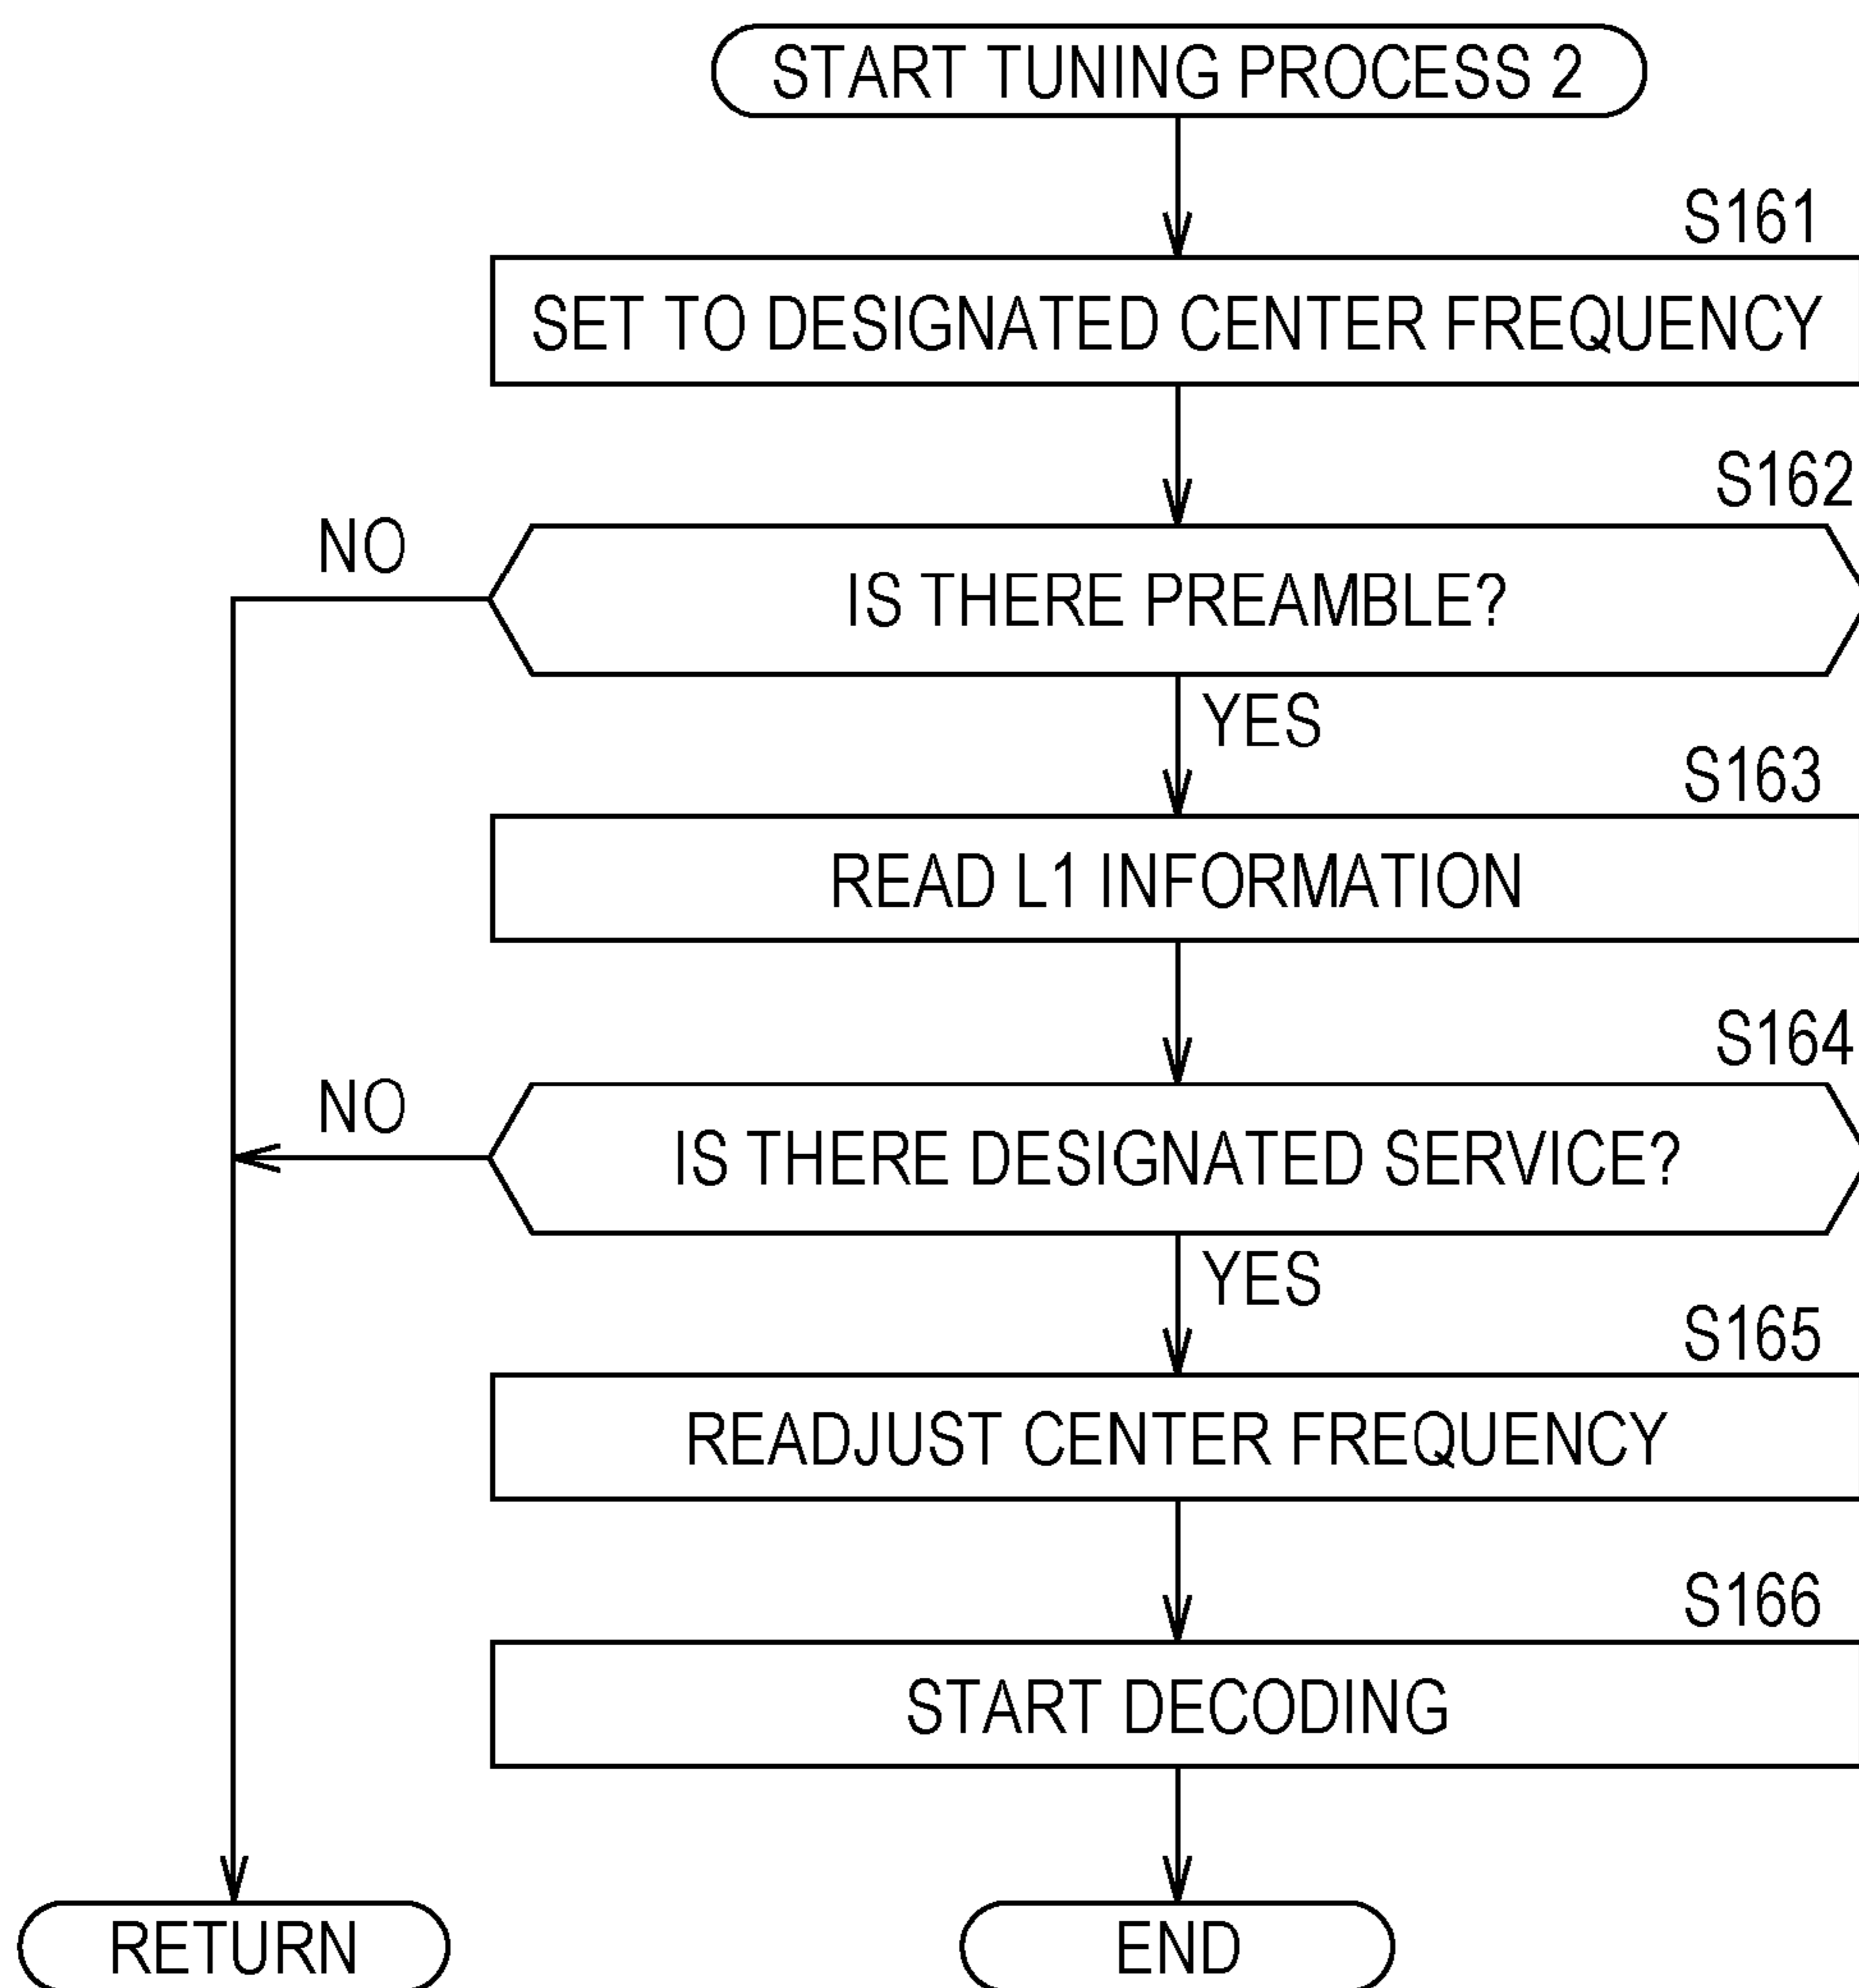 START TUNING PROCESS 2
S161
SET TO DESIGNATED CENTER FREQUENCY
S162
NO
IS THERE PREAMBLE?
YES
S163
READ L1 INFORMATION
S164
NO
IS THERE DESIGNATED SERVICE?
YES
S165
READJUST CENTER FREQUENCY
S166
START DECODING
RETURN
END